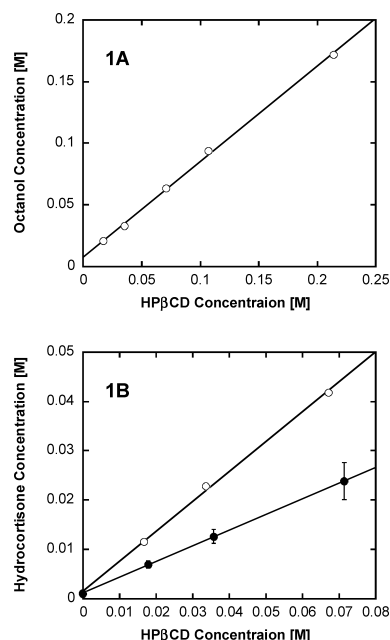 0.2
1A
0.15
0.1
0.05
0
Octanol Concentration [M]
0 0.05 0.1 0.15 0.2 0.25
HPβCD Concentraion [M]
0.05
1B
0.04
0.03
0.02
0.01
0
Hydrocortisone Concentration [M]
0 0.01 0.02 0.03 0.04 0.05 0.06 0.07 0.08
HPβCD Concentration [M]